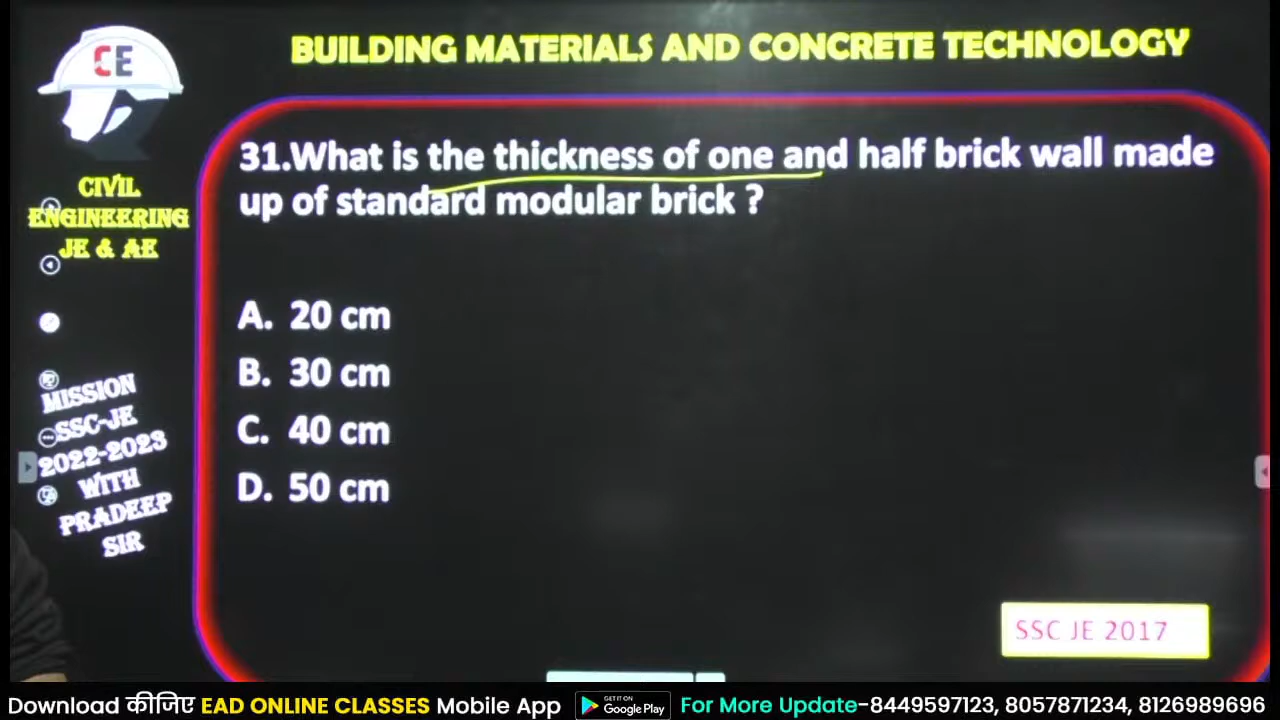 CE
BUILDING MATERIALS AND CONCRETE TECHNOLOGY
CIVIL
ENGINEERING
JE & AE
MISSION
SSC-JE
2022-2023
WITH
PRADEEP
SIR
31.What is the thickness of one and half brick wall made
up of standard modular brick ?
A. 20 cm
B. 30 cm
C. 40 cm
D. 50 cm
SSC JE 2017
Download कीजिए EAD ONLINE CLASSES Mobile App GET IT ON Google Play For More Update-8449597123, 8057871234, 8126989696